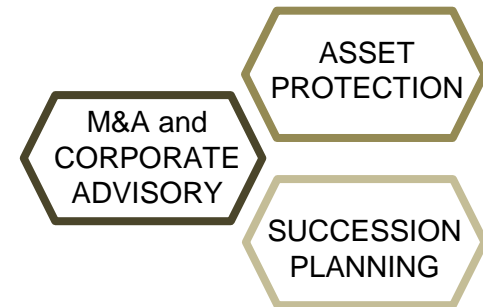 ASSET
PROTECTION
M&A and
CORPORATE
ADVISORY
SUCCESSION
PLANNING